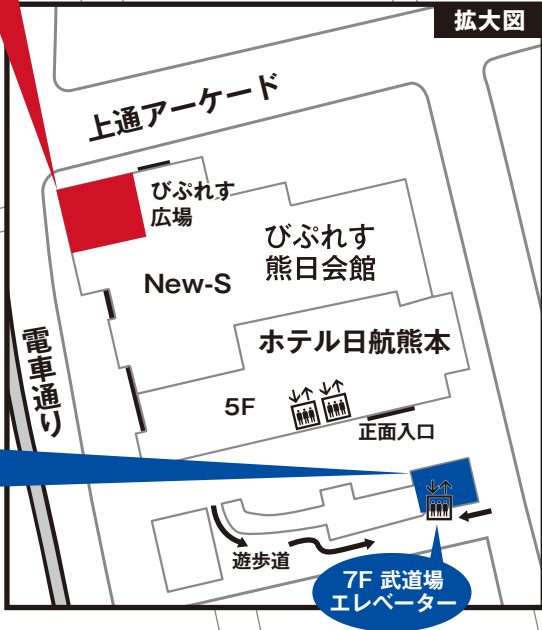 拡大図
上通アーケード
びぷれす
広場
びぷれす
熊日会館
New-S
ホテル日航熊本
電車通り
5F
正面入口
遊歩道
7F 武道場
エレベーター